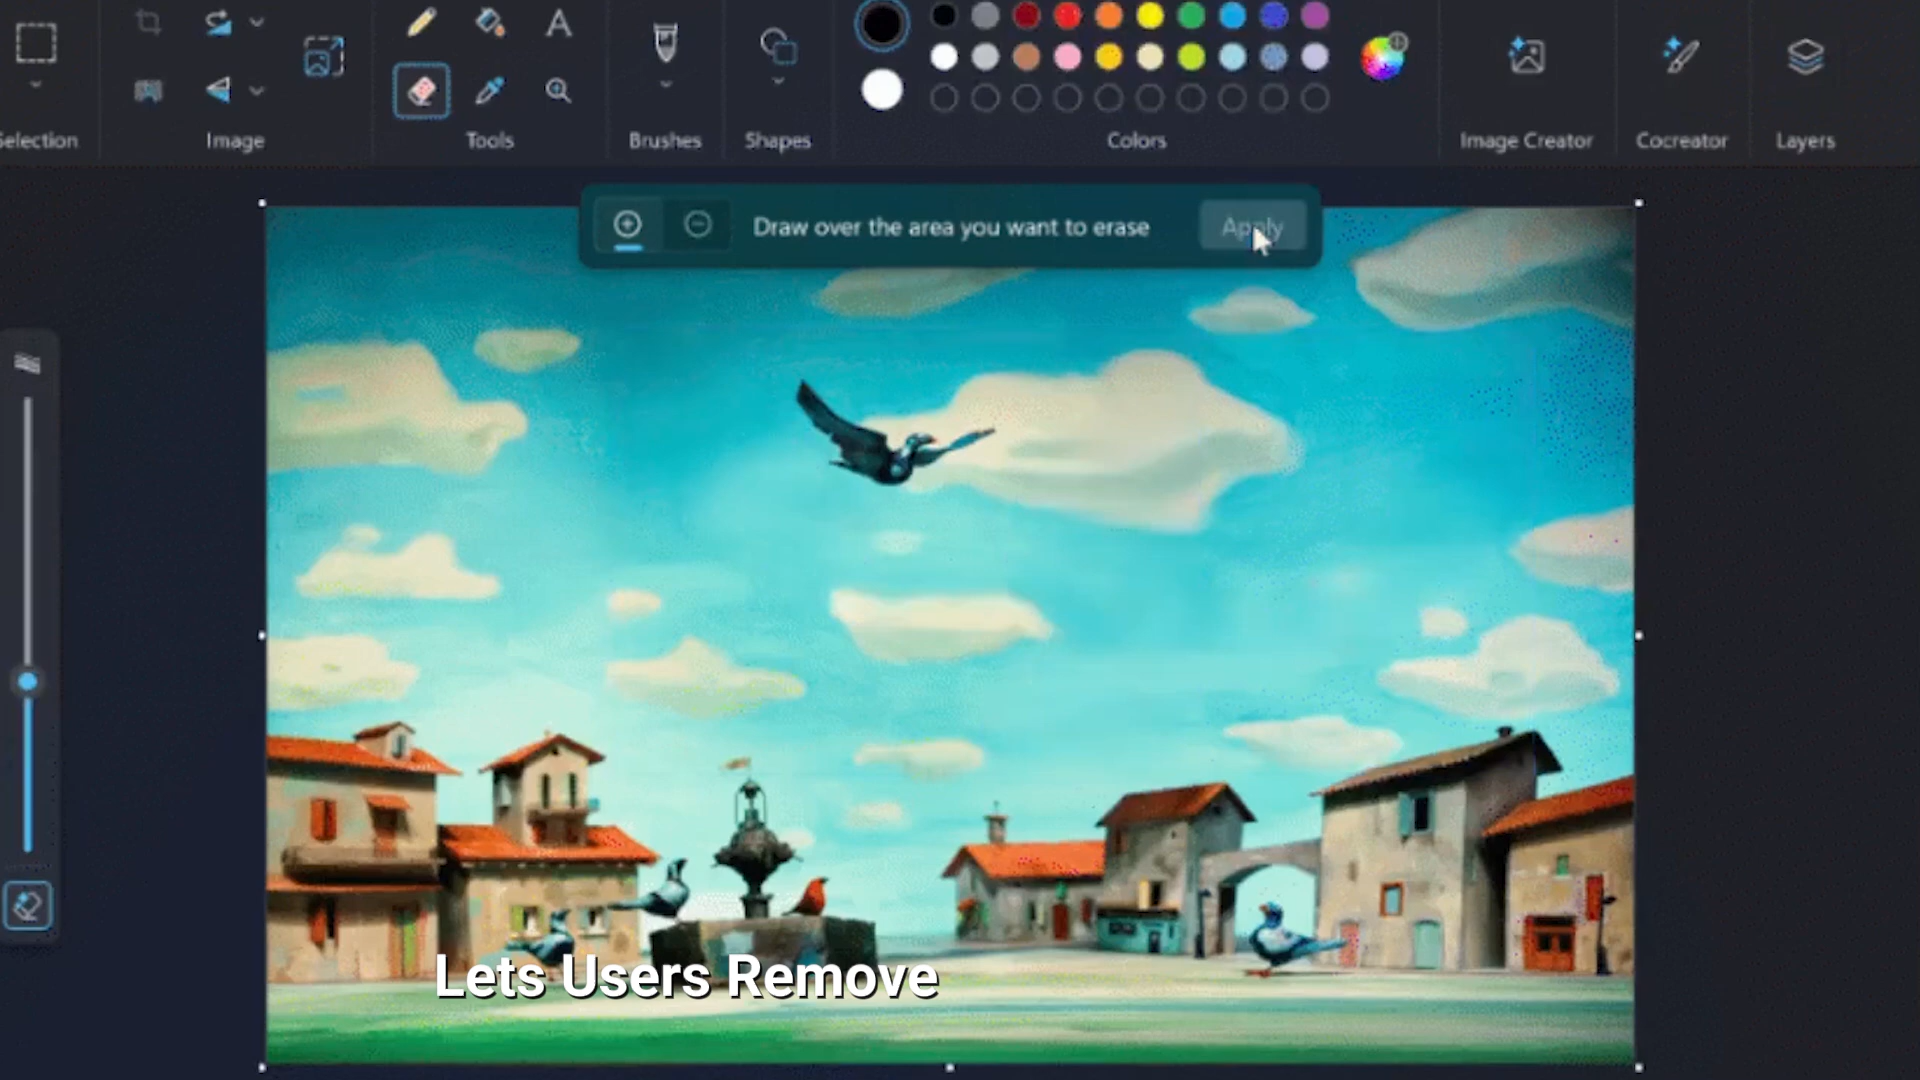 Selection
Image
Tools
Brushes
Shapes
Colors
Image Creator
Cocreator
Layers
Draw over the area you want to erase
Apply
Lets Users Remove